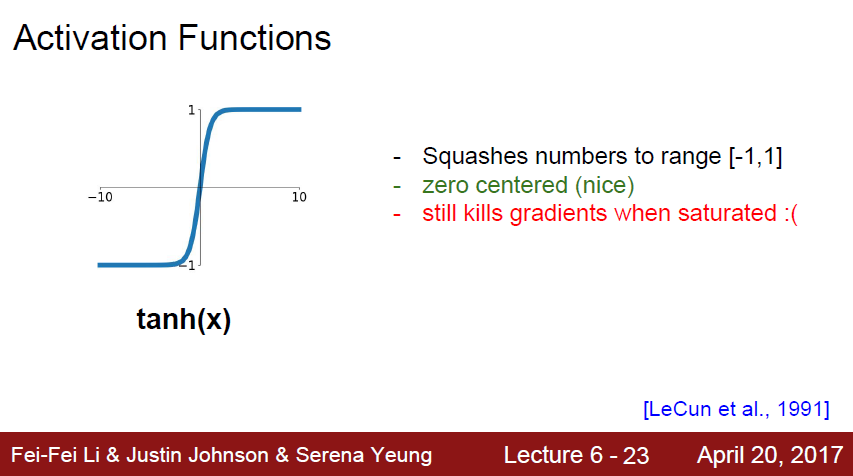 Activation Functions
1
−10
10
−1
tanh(x)
- Squashes numbers to range [-1,1]
- zero centered (nice)
- still kills gradients when saturated :(
[LeCun et al., 1991]
Fei-Fei Li & Justin Johnson & Serena Yeung
Lecture 6 - 23
April 20, 2017